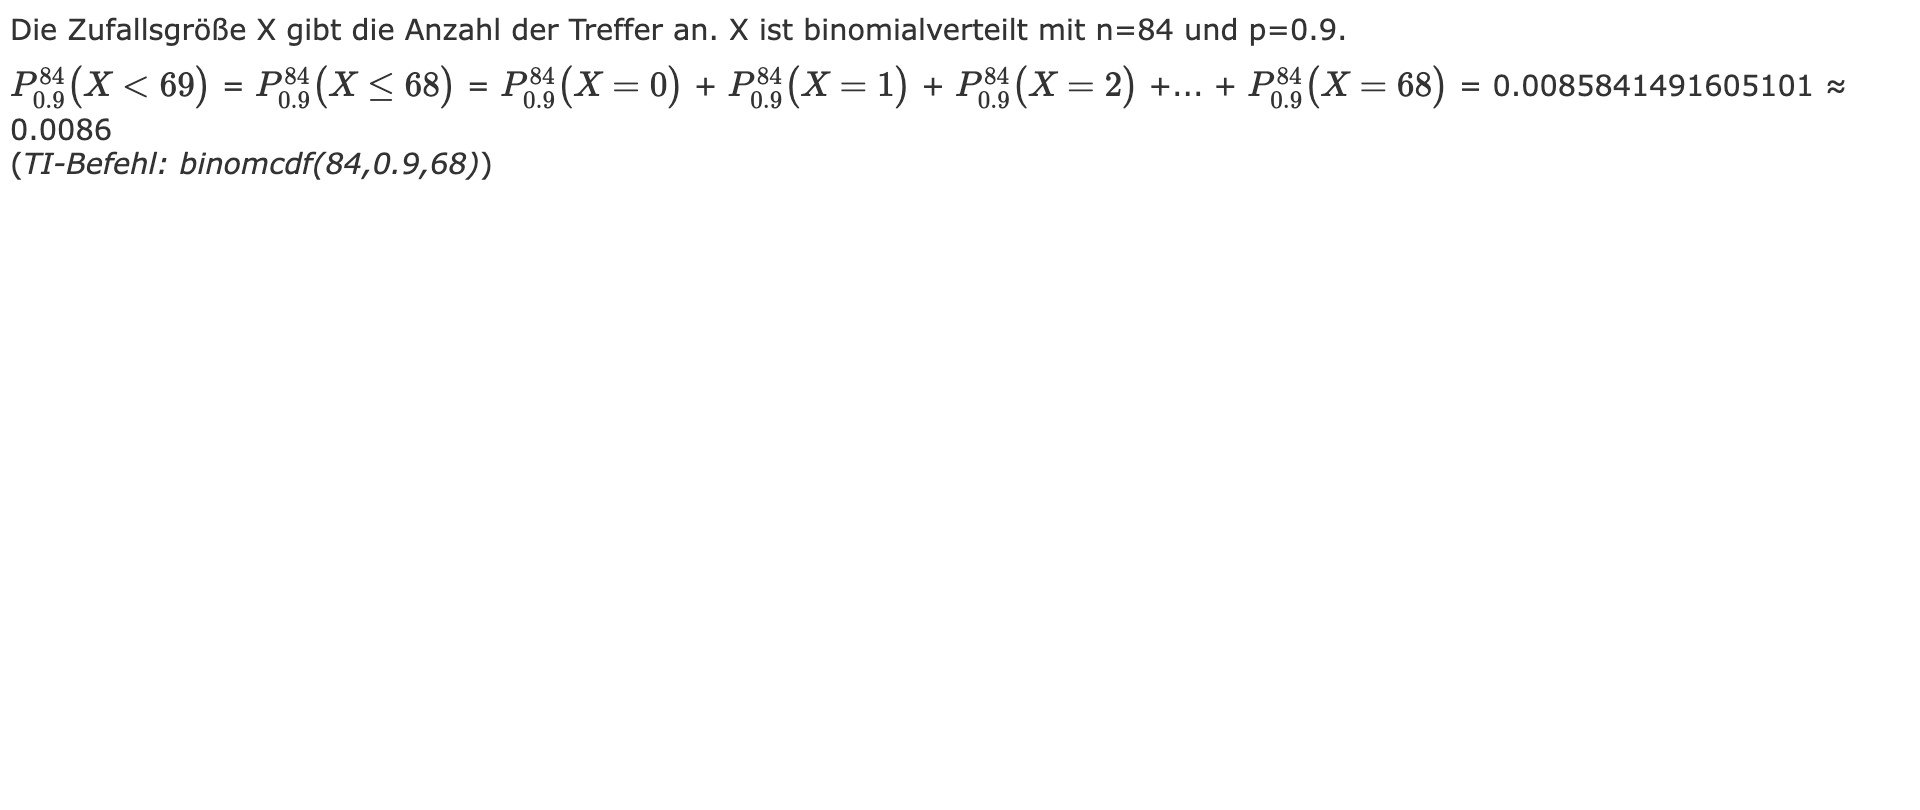 Die Zufallsgröße X gibt die Anzahl der Treffer an. X ist binomialverteilt mit n=84 und p=0.9.
$P_{0.9}^{84}(X < 69)$ = $P_{0.9}^{84}(X \leq 68)$ = $P_{0.9}^{84}(X = 0)$ + $P_{0.9}^{84}(X = 1)$ + $P_{0.9}^{84}(X = 2)$ +... + $P_{0.9}^{84}(X = 68)$ = 0.0085841491605101 ≈
0.0086
(TI-Befehl: binomcdf(84,0.9,68))